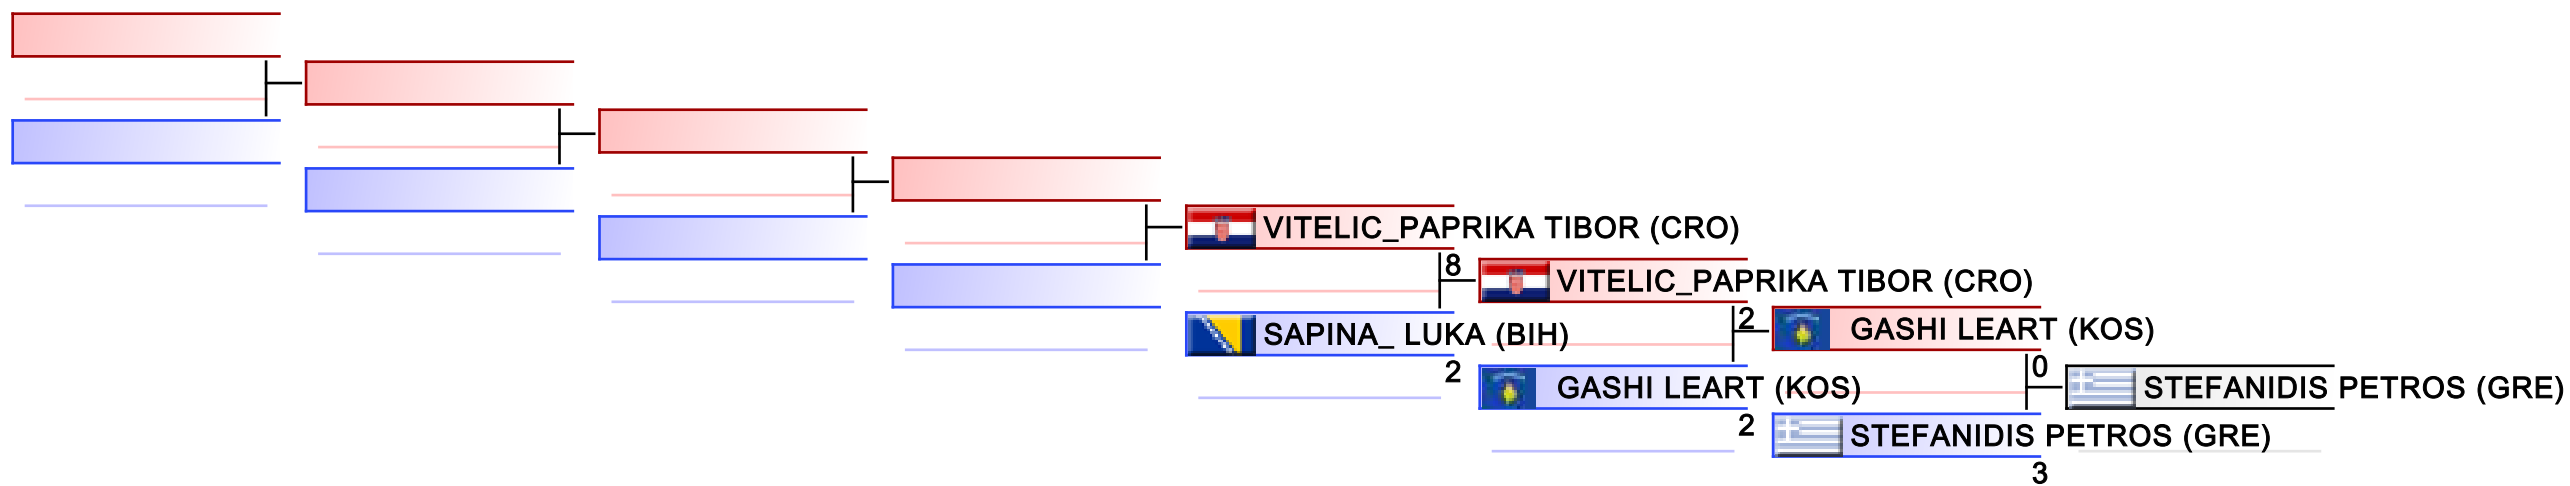 VITELIC_PAPRIKA TIBOR (CRO)
8
VITELIC_PAPRIKA TIBOR (CRO)
2
SAPINA_ LUKA (BIH)
GASHI LEART (KOS)
2
0
GASHI LEART (KOS)
STEFANIDIS PETROS (GRE)
2
STEFANIDIS PETROS (GRE)
3